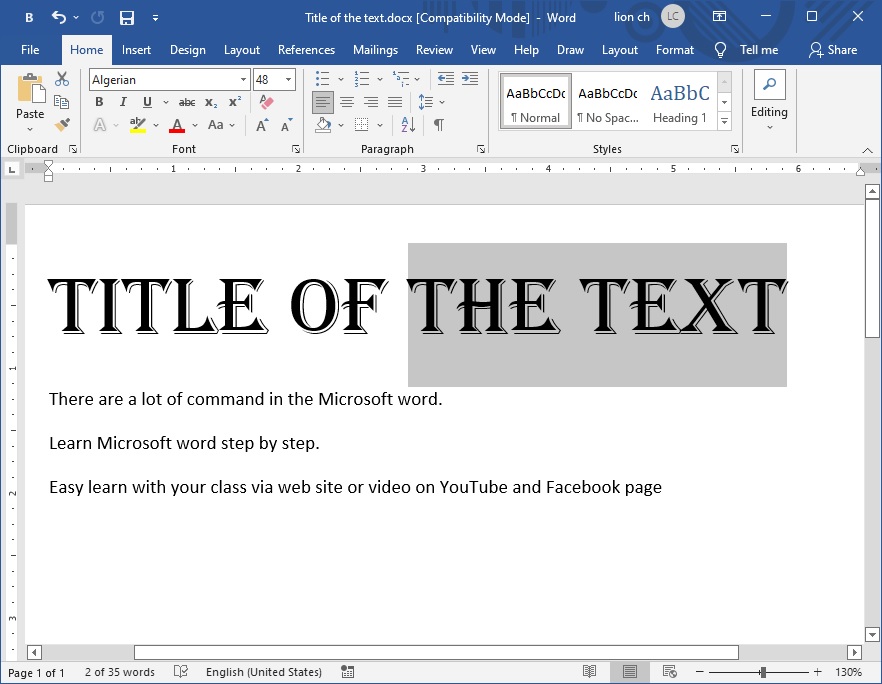 B
Title of the text.docx [Compatibility Mode] - Word
lion ch
LC
File Home Insert Design Layout References Mailings Review View Help Draw Layout Format Tell me Share
Paste
Clipboard
Algerian 48
B I U abc x₂ x²
A ab A Aa A A
Font
A Z
Paragraph
AaBbCcDc AaBbCcDc AaBbC
¶ Normal ¶ No Spac... Heading 1
Styles
Editing
L
1 2 3 4 5 6
TITLE OF THE TEXT
There are a lot of command in the Microsoft word.
Learn Microsoft word step by step.
Easy learn with your class via web site or video on YouTube and Facebook page
1
2
3
Page 1 of 1 2 of 35 words English (United States) 130%